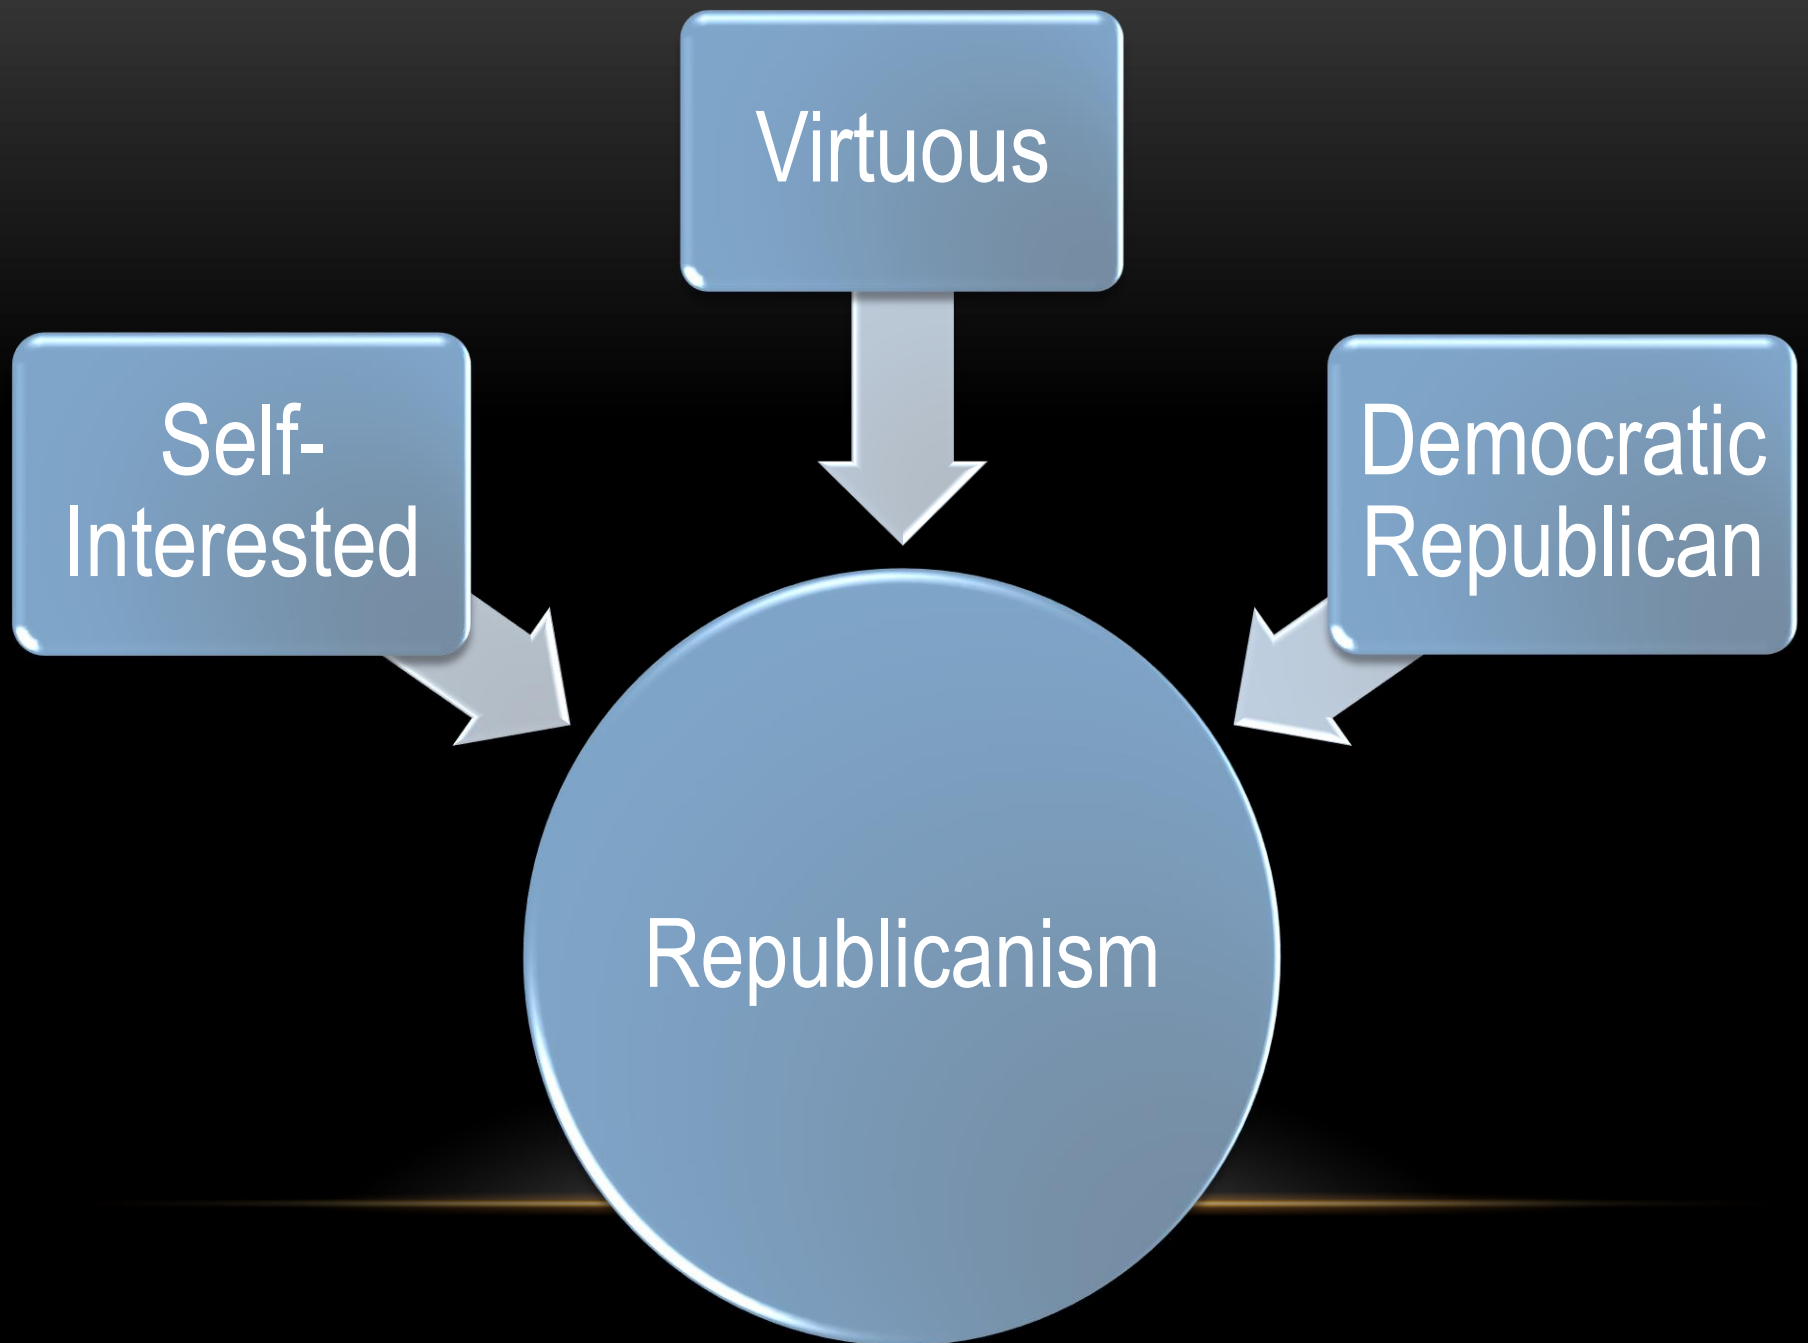 Virtuous
Self-
Interested
Democratic
Republican
Republicanism